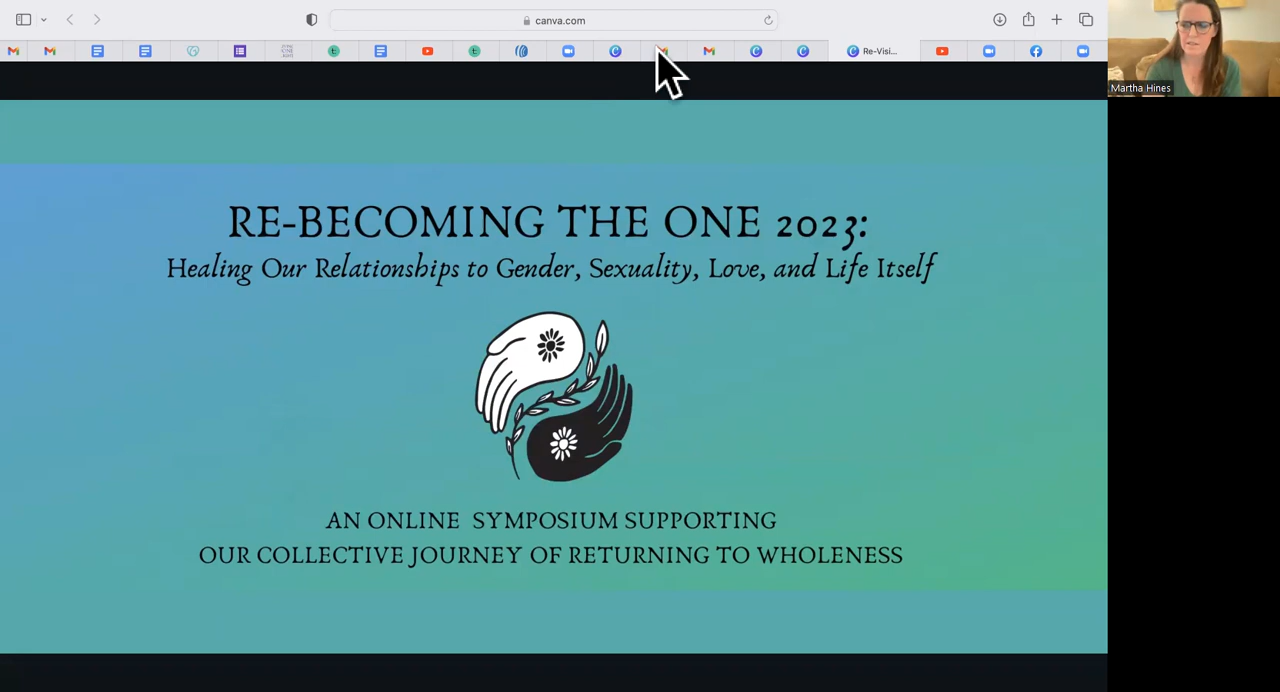 canva.com
Re-Visi...
Martha Hines
RE-BECOMING THE ONE 2023:
Healing Our Relationships to Gender, Sexuality, Love, and Life Itself
AN ONLINE SYMPOSIUM SUPPORTING
OUR COLLECTIVE JOURNEY OF RETURNING TO WHOLENESS